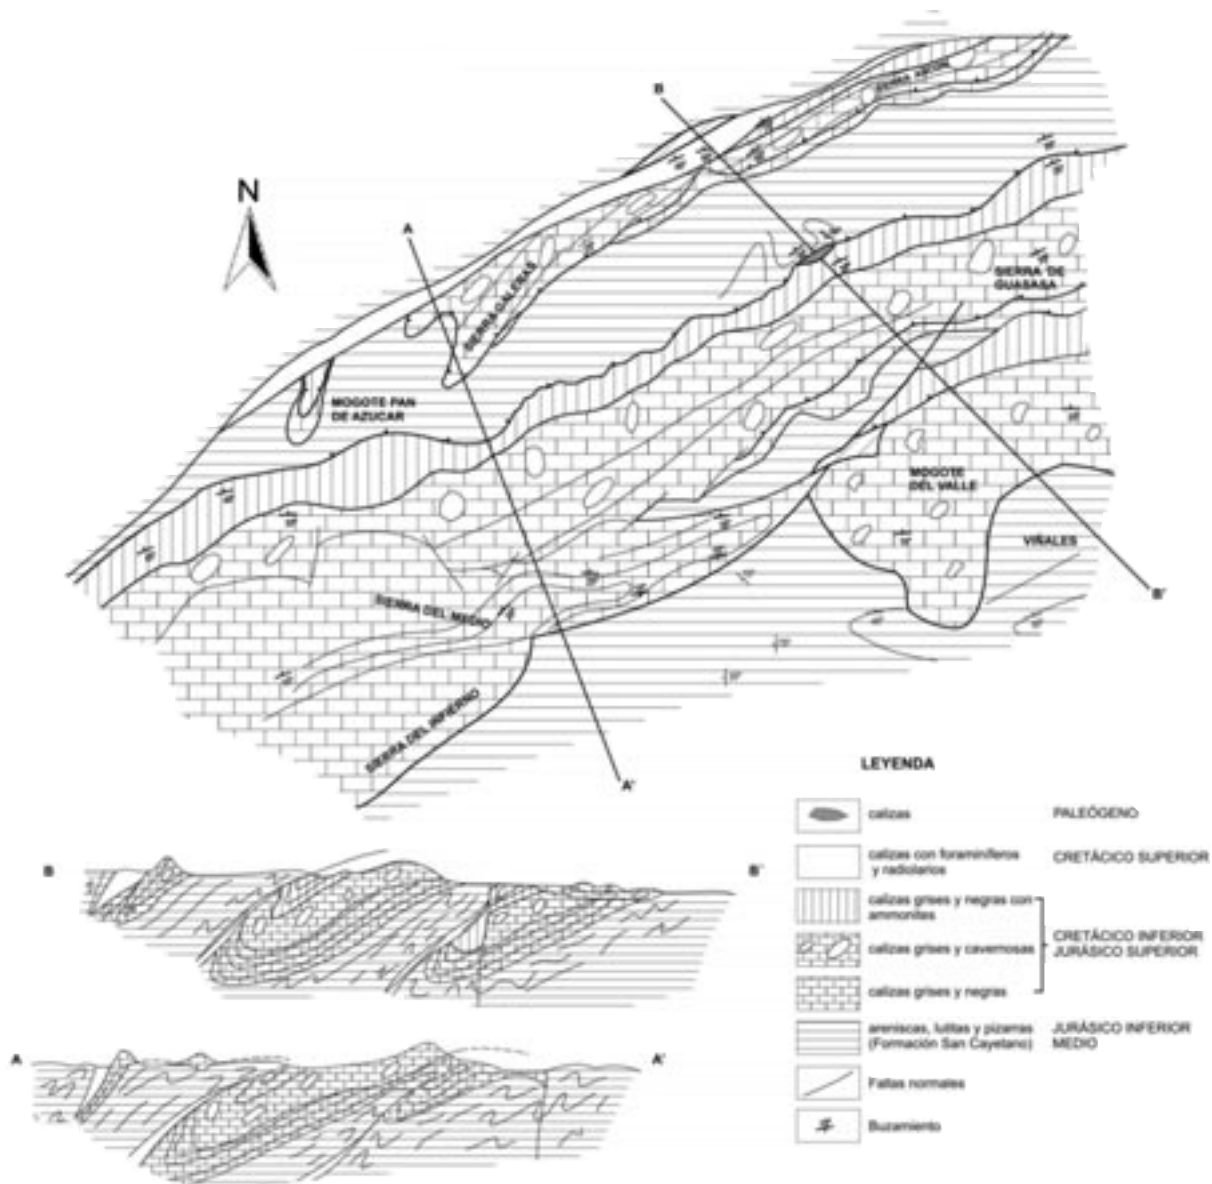 N
A
B
SIERRA GALERAS
MOGOTE PAN
DE AZUCAR
SIERRA DE
GUASASA
MOGOTE
DEL VALLE
VIÑALES
B'
SIERRA DEL MEDIO
SIERRA DEL INFIERNO
A'
LEYENDA
calizas
PALEÓGENO
calizas con foraminíferos
y radiolarios
CRETÁCICO SUPERIOR
calizas grises y negras con
ammonites
calizas grises y cavernosas
CRETÁCICO INFERIOR
JURÁSICO SUPERIOR
calizas grises y negras
areniscas, lutitas y pizarras
(Formación San Cayetano)
JURÁSICO INFERIOR
MEDIO
Fallas normales
Buzamiento
B
B'
A
A'